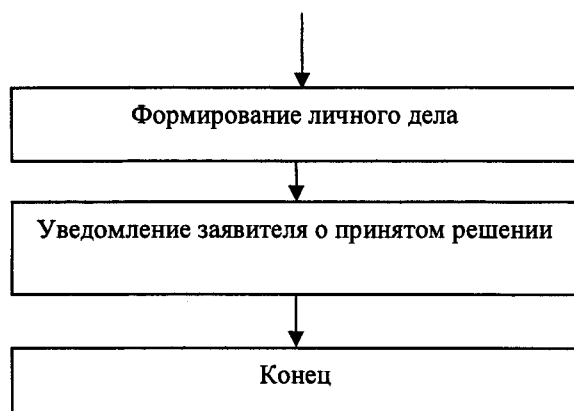 Формирование личного дела
Уведомление заявителя о принятом решении
Конец